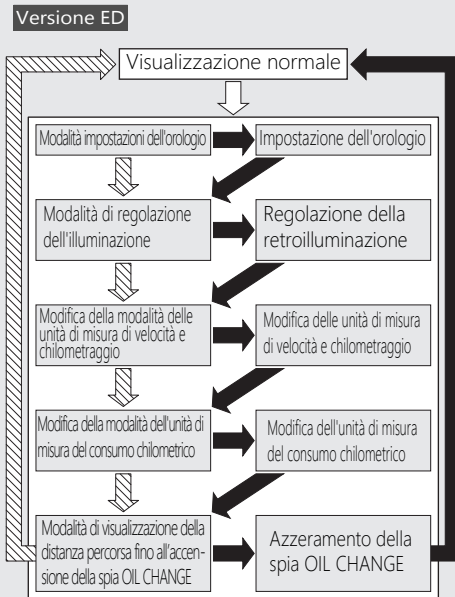 Versione ED
Visualizzazione normale
Modalità impostazioni dell'orologio
Impostazione dell'orologio
Modalità di regolazione
dell'illuminazione
Regolazione della
retroilluminazione
Modifica della modalità delle
unità di misura di velocità e
chilometraggio
Modifica delle unità di misura
di velocità e chilometraggio
Modifica della modalità dell'unità di
misura del consumo chilometrico
Modifica dell'unità di misura
del consumo chilometrico
Modalità di visualizzazione della
distanza percorsa fino all'accen-
sione della spia OIL CHANGE
Azzeramento della
spia OIL CHANGE